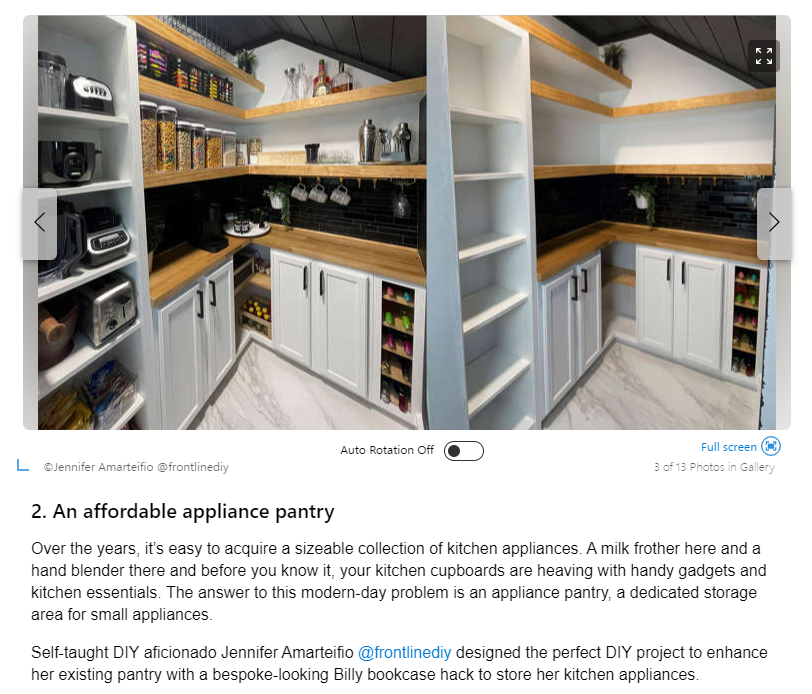 Auto Rotation Off
Full screen
©Jennifer Amarteifio @frontlinediy
3 of 13 Photos in Gallery
2. An affordable appliance pantry
Over the years, it’s easy to acquire a sizeable collection of kitchen appliances. A milk frother here and a
hand blender there and before you know it, your kitchen cupboards are heaving with handy gadgets and
kitchen essentials. The answer to this modern-day problem is an appliance pantry, a dedicated storage
area for small appliances.
Self-taught DIY aficionado Jennifer Amarteifio @frontlinediy designed the perfect DIY project to enhance
her existing pantry with a bespoke-looking Billy bookcase hack to store her kitchen appliances.